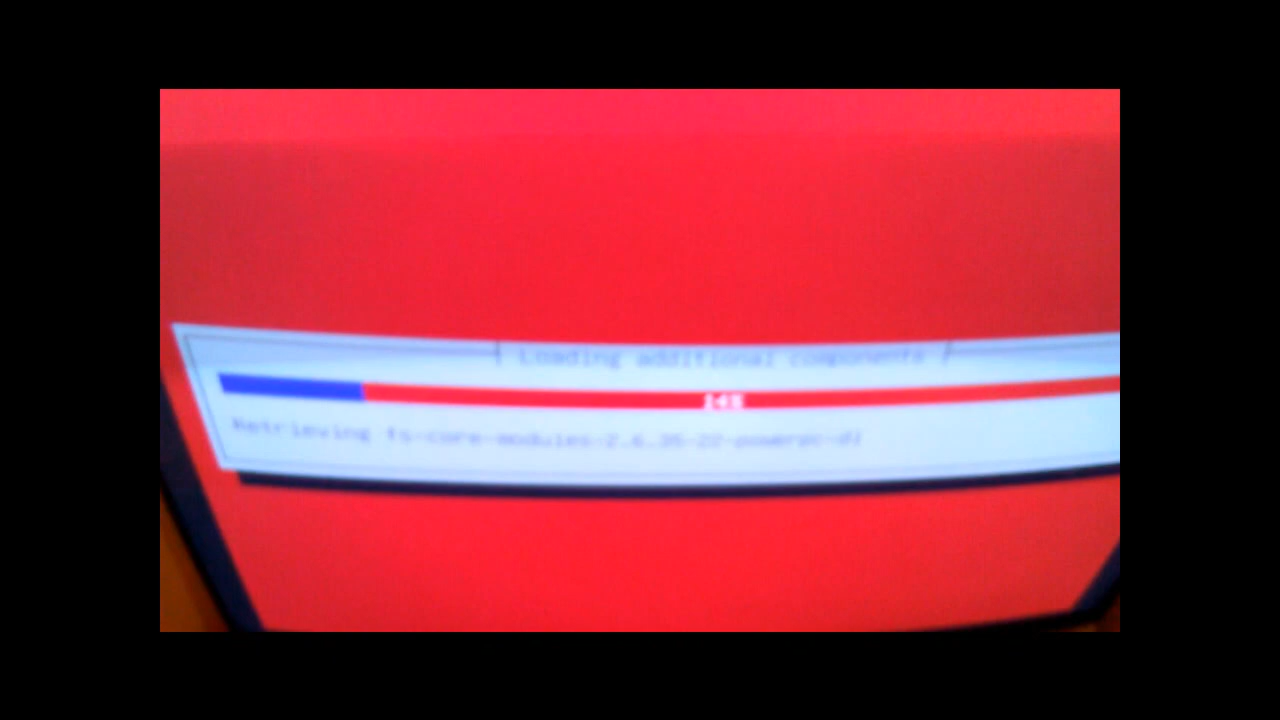 Loading additional components
14%
Retrieving fs-core-modules-2.6.35-22-powerpc-di